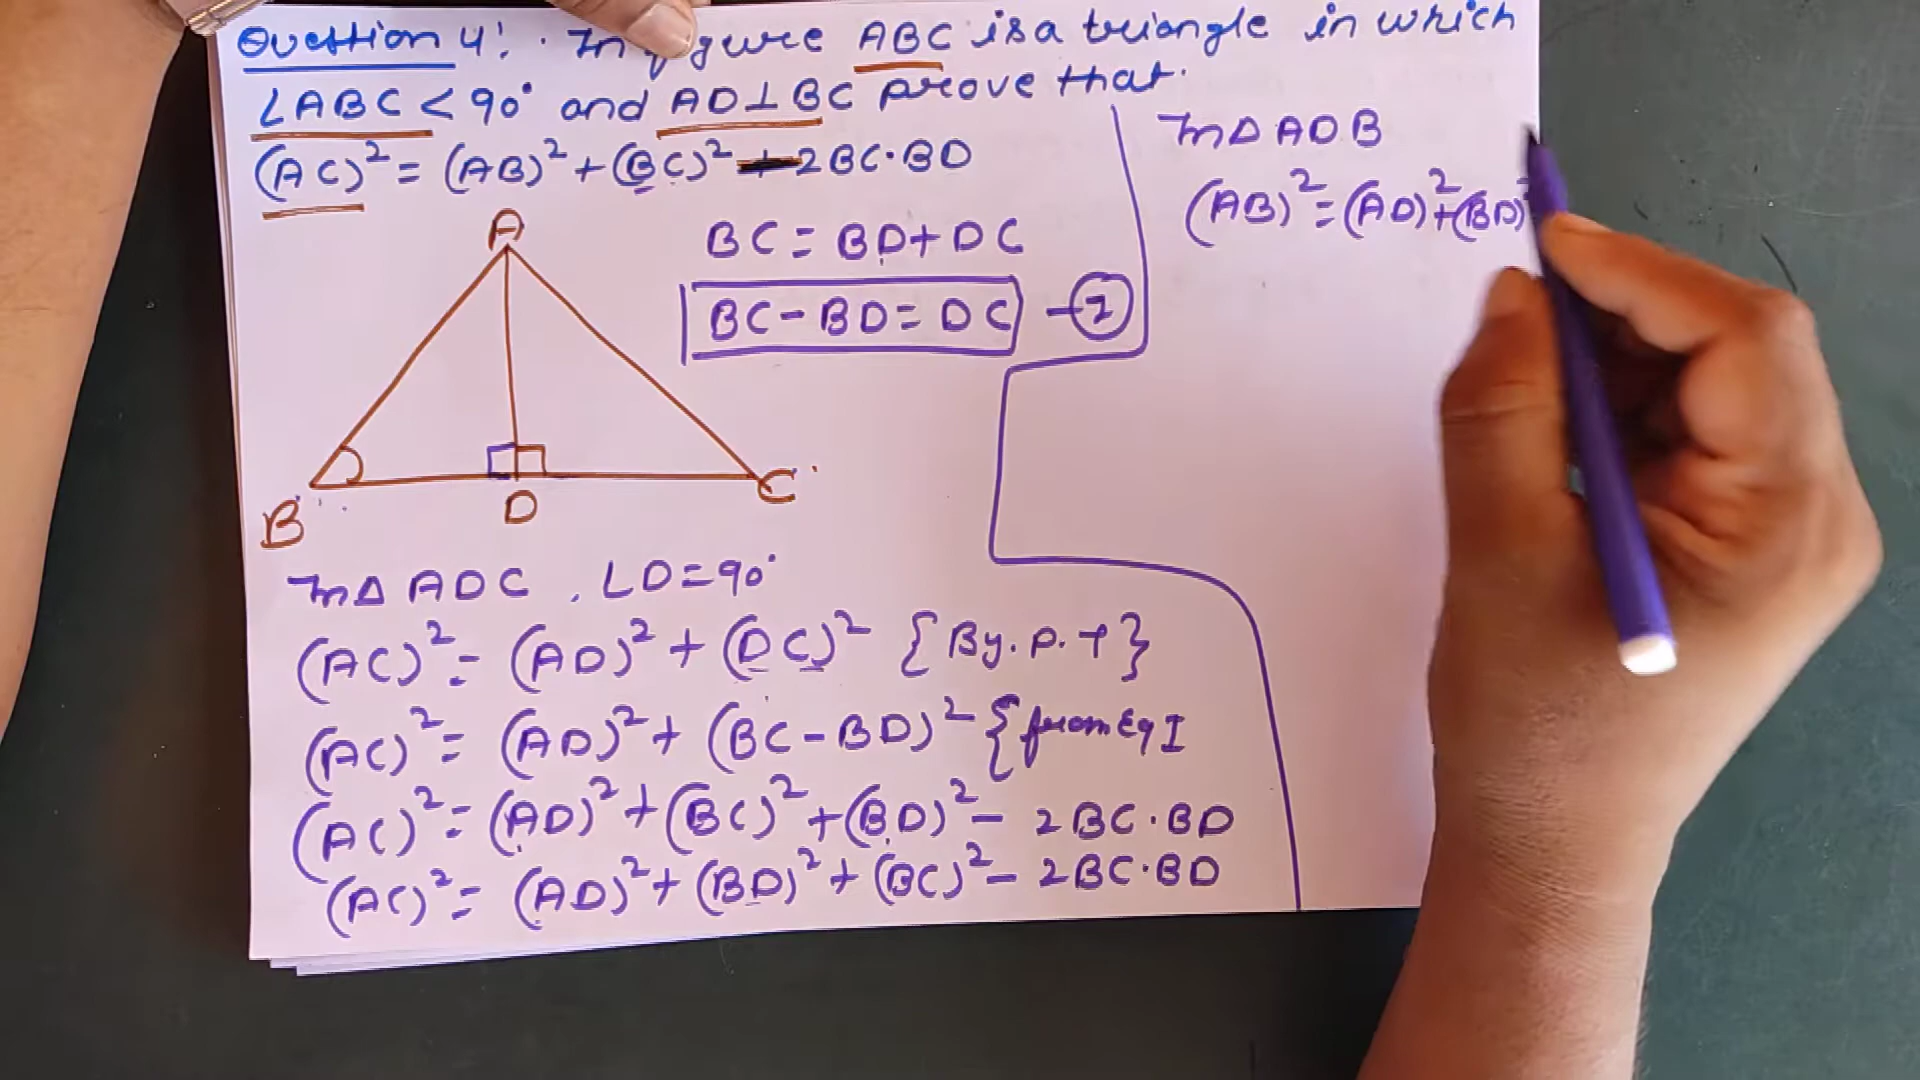 Question 4: In figure ABC is a triangle in which
∠ABC < 90° and AD⊥BC prove that.
(AC)² = (AB)² + (BC)² - 2BC·BD
A
B
D
C
BC = BD + DC
BC - BD = DC -①
In Δ ADC, ∠D = 90°
(AC)² = (AD)² + (DC)² {By. P. T}
(AC)² = (AD)² + (BC - BD)² {from Eq I
(AC)² = (AD)² + (BC)² + (BD)² - 2BC·BD
(AC)² = (AD)² + (BD)² + (BC)² - 2BC·BD
In Δ ADB
(AB)² = (AD)² + (BD)²